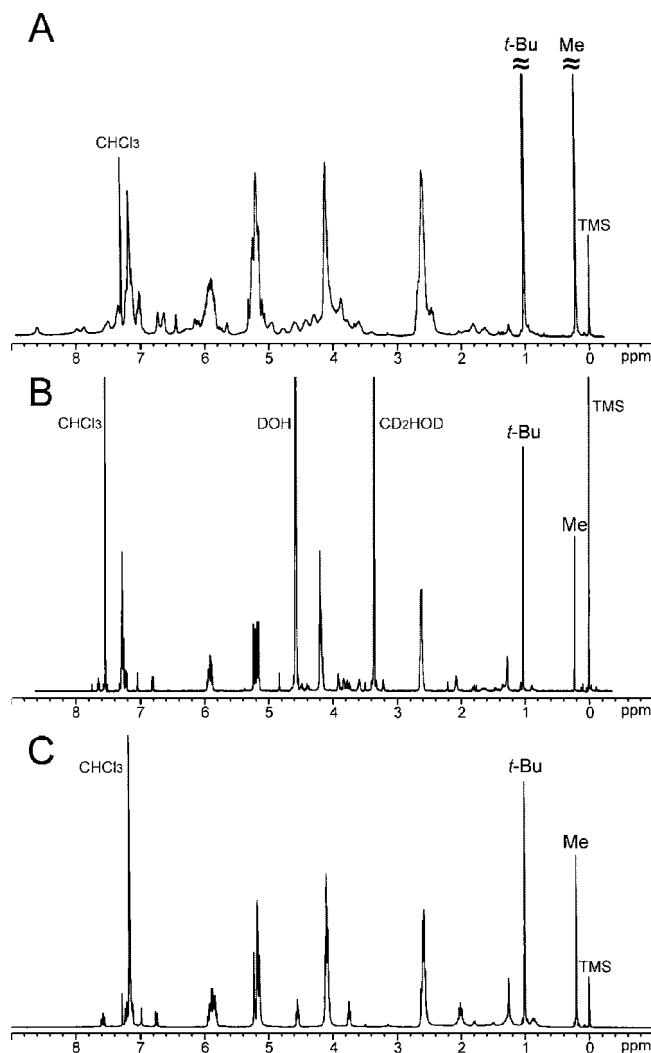 A
t-Bu Me
CHCl3
TMS
8 7 6 5 4 3 2 1 0 ppm
B
CHCl3 DOH CD2HOD TMS
t-Bu
Me
8 7 6 5 4 3 2 1 0 ppm
C
CHCl3 t-Bu
Me
TMS
8 7 6 5 4 3 2 1 0 ppm